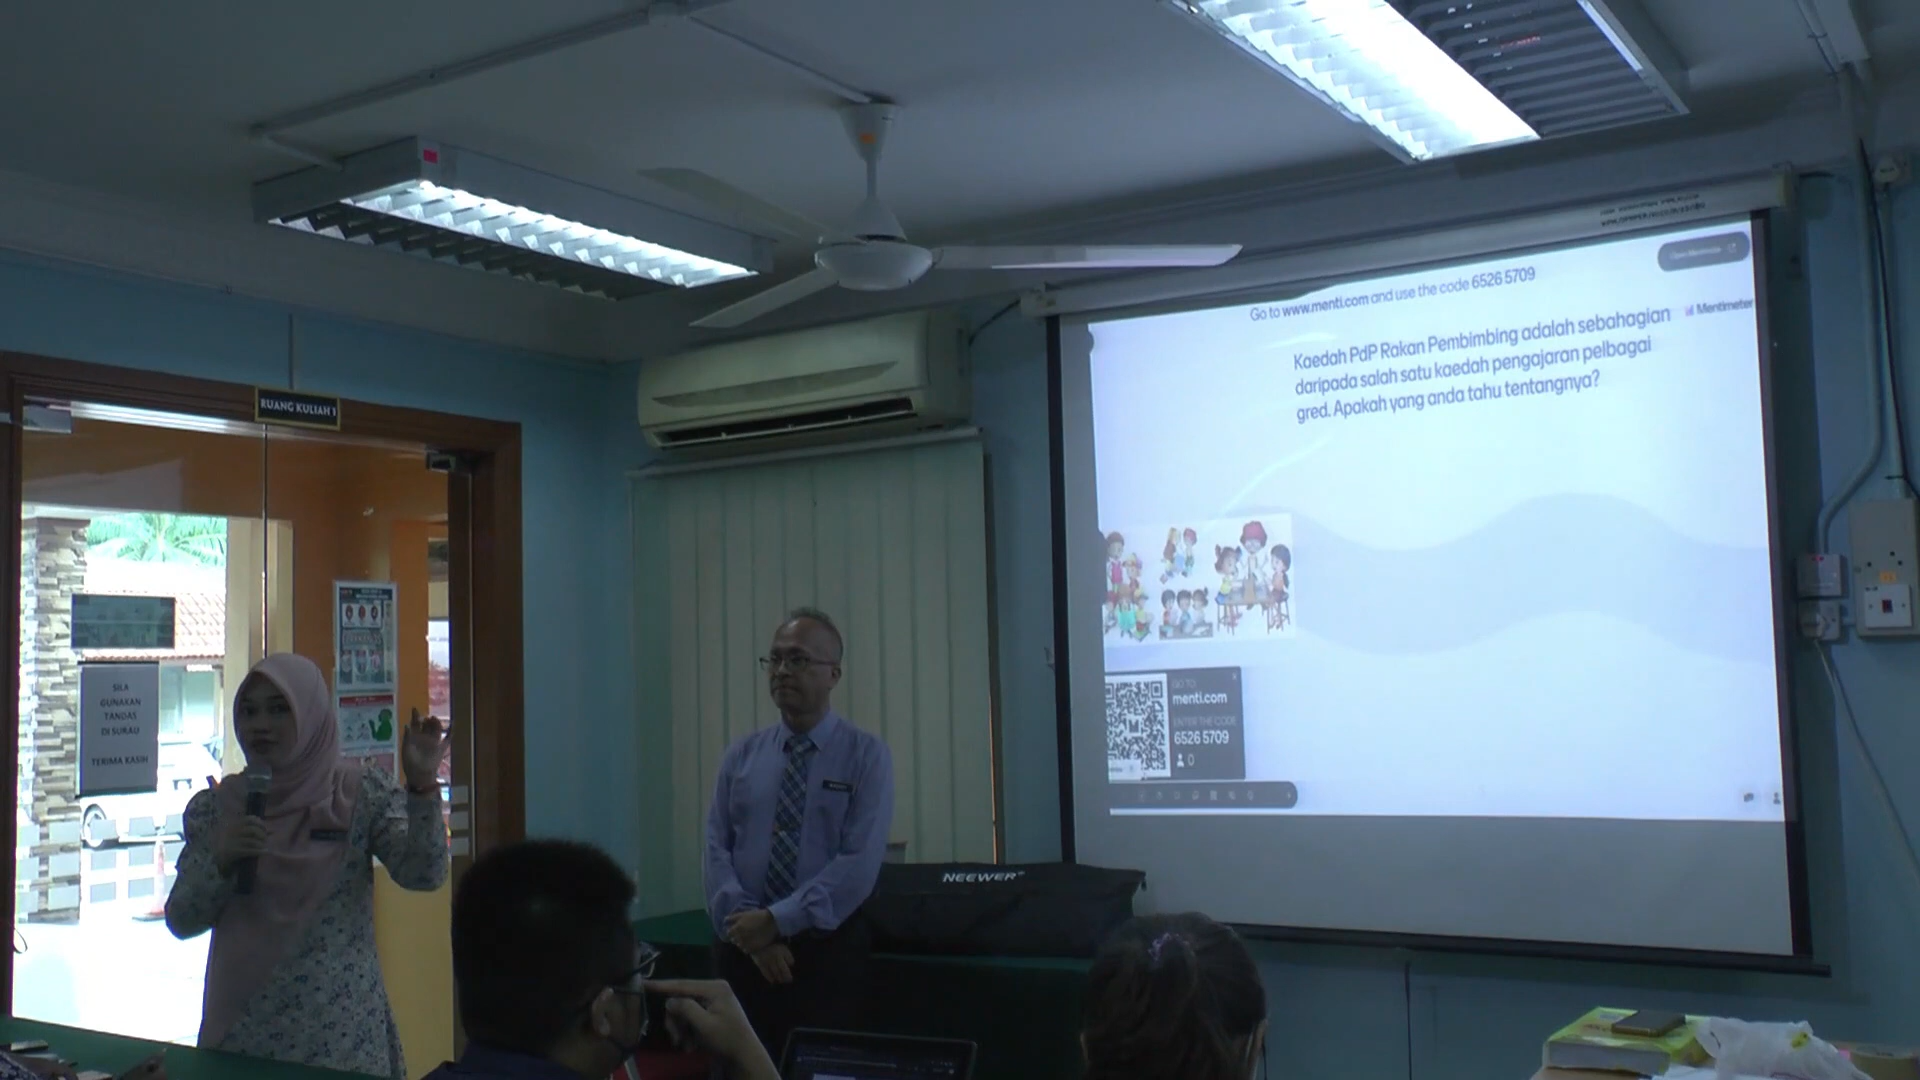 RUANG KULIAH 1
SILA
GUNAKAN
TANDAS
DI SURAU
TERIMA KASIH
NEEWER
Go to www.menti.com and use the code 6526 5709
Mentimeter
Kaedah PdP Rakan Pembimbing adalah sebahagian
daripada salah satu kaedah pengajaran pelbagai
gred. Apakah yang anda tahu tentangnya?
GO TO
menti.com
ENTER THE CODE
6526 5709
0